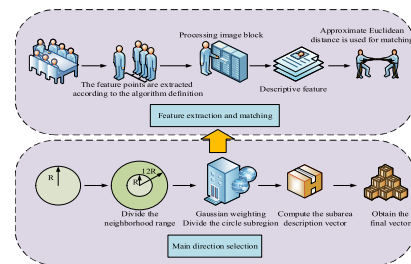 Processing image block
Approximate Euclidean
distance is used for matching
The feature points are extracted
according to the algorithm definition
Descriptive feature
Feature extraction and matching
R
12R
R
Divide the
neighborhood range
Gaussian weighting
Divide the circle subregion
Compute the subarea
description vector
Obtain the
final vector
Main direction selection